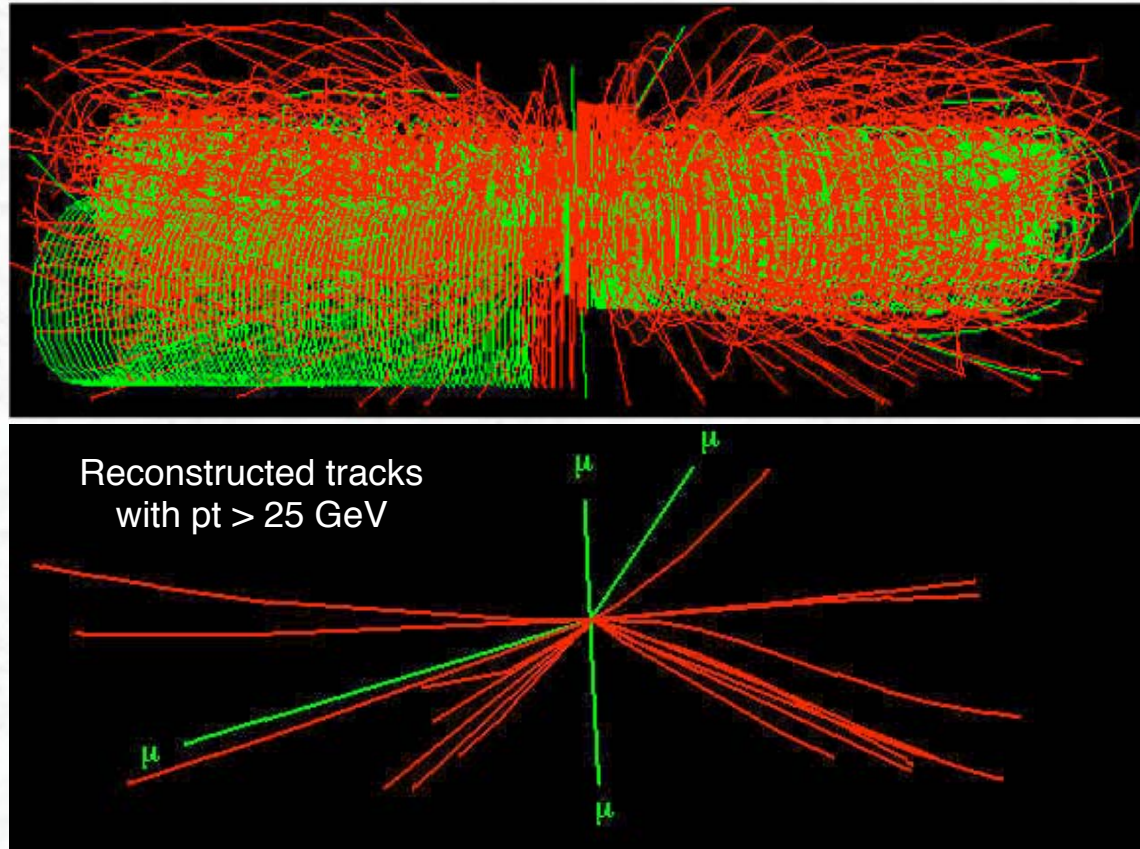 μ
μ
Reconstructed tracks
with pt > 25 GeV
μ
μ